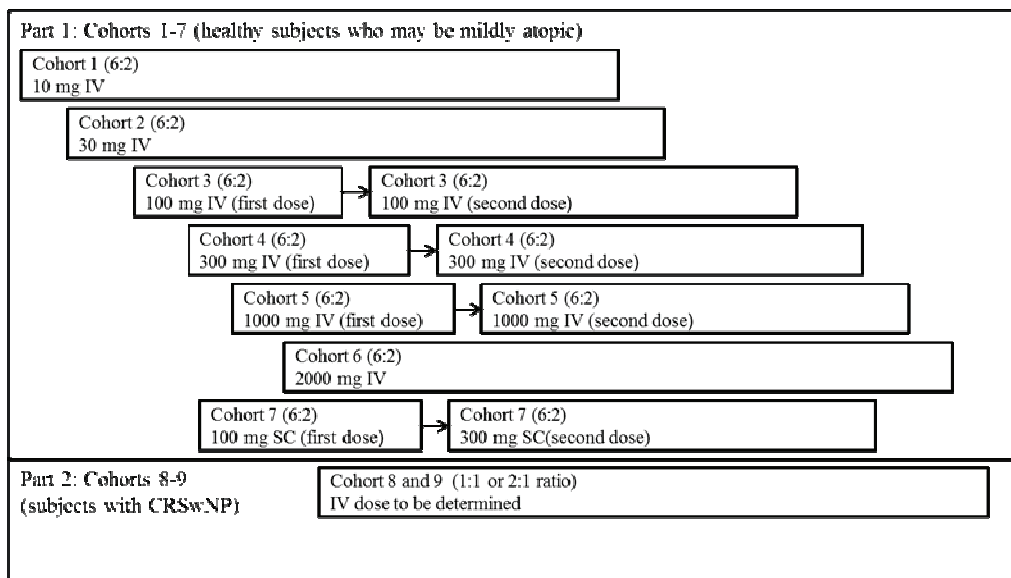 Part 1: Cohorts 1-7 (healthy subjects who may be mildly atopic)
Cohort 1 (6:2)
10 mg IV
Cohort 2 (6:2)
30 mg IV
Cohort 3 (6:2)
100 mg IV (first dose)
Cohort 3 (6:2)
100 mg IV (second dose)
Cohort 4 (6:2)
300 mg IV (first dose)
Cohort 4 (6:2)
300 mg IV (second dose)
Cohort 5 (6:2)
1000 mg IV (first dose)
Cohort 5 (6:2)
1000 mg IV (second dose)
Cohort 6 (6:2)
2000 mg IV
Cohort 7 (6:2)
100 mg SC (first dose)
Cohort 7 (6:2)
300 mg SC(second dose)
Part 2: Cohorts 8-9
(subjects with CRSwNP)
Cohort 8 and 9 (1:1 or 2:1 ratio)
IV dose to be determined